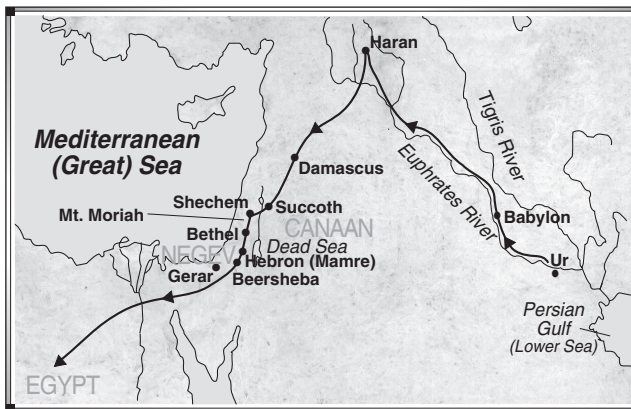 Haran
Mediterranean
(Great) Sea
Tigris River
Euphrates River
Damascus
Shechem
Succoth
Mt. Moriah
CANAAN
Babylon
Bethel
Dead Sea
NEGEV
Hebron (Mamre)
Gerar
Beersheba
Ur
Persian
Gulf
(Lower Sea)
EGYPT